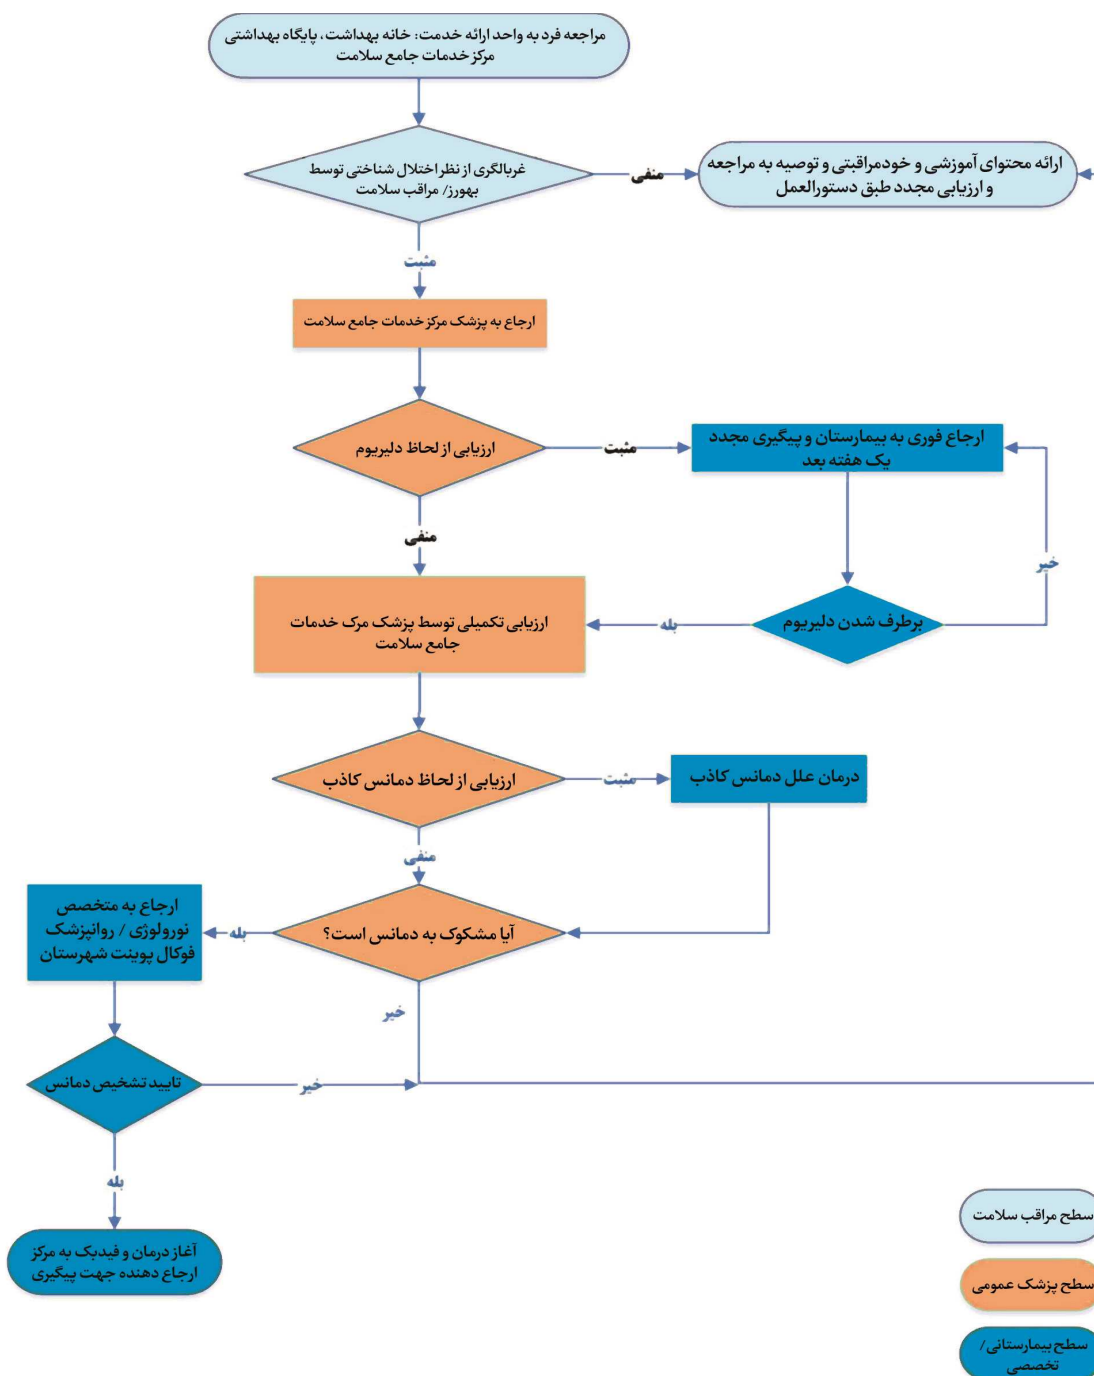 مراجعه فرد به واحد ارائه خدمت: خانه بهداشت، پایگاه بهداشتی
مرکز خدمات جامع سلامت
غربالگری از نظر اختلال شناختی توسط
بهورز/ مراقب سلامت
منفی
ارائه محتوای آموزشی و خودمراقبتی و توصیه به مراجعه
و ارزیابی مجدد طبق دستورالعمل
مثبت
ارجاع به پزشک مرکز خدمات جامع سلامت
ارزیابی از لحاظ دلیریوم
مثبت
ارجاع فوری به بیمارستان و پیگیری مجدد
یک هفته بعد
منفی
خیر
ارزیابی تکمیلی توسط پزشک مرک خدمات
جامع سلامت
بله
برطرف شدن دلیریوم
ارزیابی از لحاظ دمانس کاذب
مثبت
درمان علل دمانس کاذب
منفی
آیا مشکوک به دمانس است؟
بله
ارجاع به متخصص
نورولوژی / روانپزشک
فوکال پوینت شهرستان
خیر
تایید تشخیص دمانس
خیر
بله
آغاز درمان و فیدبک به مرکز
ارجاع دهنده جهت پیگیری
سطح مراقب سلامت
سطح پزشک عمومی
سطح بیمارستانی/
تخصصی